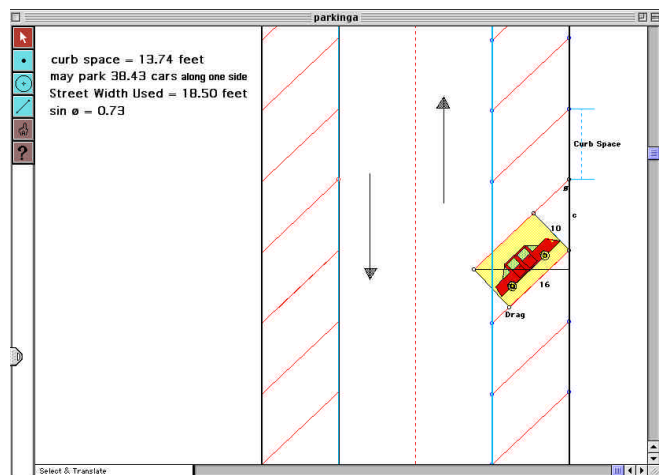 parkinga
curb space = 13.74 feet
may park 38.43 cars along one side
Street Width Used = 18.50 feet
sin ø = 0.73
?
Curb Space
ø
c
10
16
Drag
Select & Translate